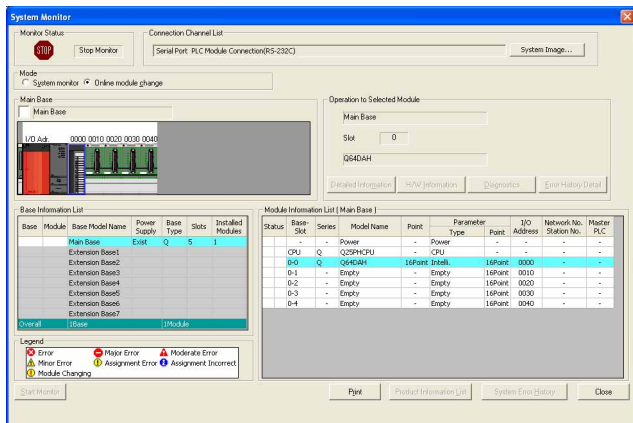 System Monitor
Monitor Status
STOP
Stop Monitor
Connection Channel List
Serial Port PLC Module Connection(RS-232C)
System Image...
Mode
System monitor Online module change
Main Base
Main Base
I/O Adr. 0000 0010 0020 0030 0040
Operation to Selected Module
Main Base
Slot 0
Q64DAH
Detailed Information H/W Information Diagnostics Error History Detail
Base Information List
Base Module Base Model Name Power Supply Base Type Slots Installed Modules
Main Base Exist Q 5 1
Extension Base1
Extension Base2
Extension Base3
Extension Base4
Extension Base5
Extension Base6
Extension Base7
Overall 1Base 1Module
Module Information List ( Main Base )
Status Base-Slot Series Model Name Point Parameter Type Point I/O Address Network No. Station No. Master PLC
- - Power - Power - - - -
CPU Q Q25PHCPU - CPU - - - -
0-0 Q Q64DAH 16Point Intelli. 16Point 0000 - -
0-1 - Empty - Empty 16Point 0010 - -
0-2 - Empty - Empty 16Point 0020 - -
0-3 - Empty - Empty 16Point 0030 - -
0-4 - Empty - Empty 16Point 0040 - -
Legend
Error Major Error Moderate Error
Minor Error Assignment Error Assignment Incorrect
Module Changing
Start Monitor
Print Product Information List System Error History Close